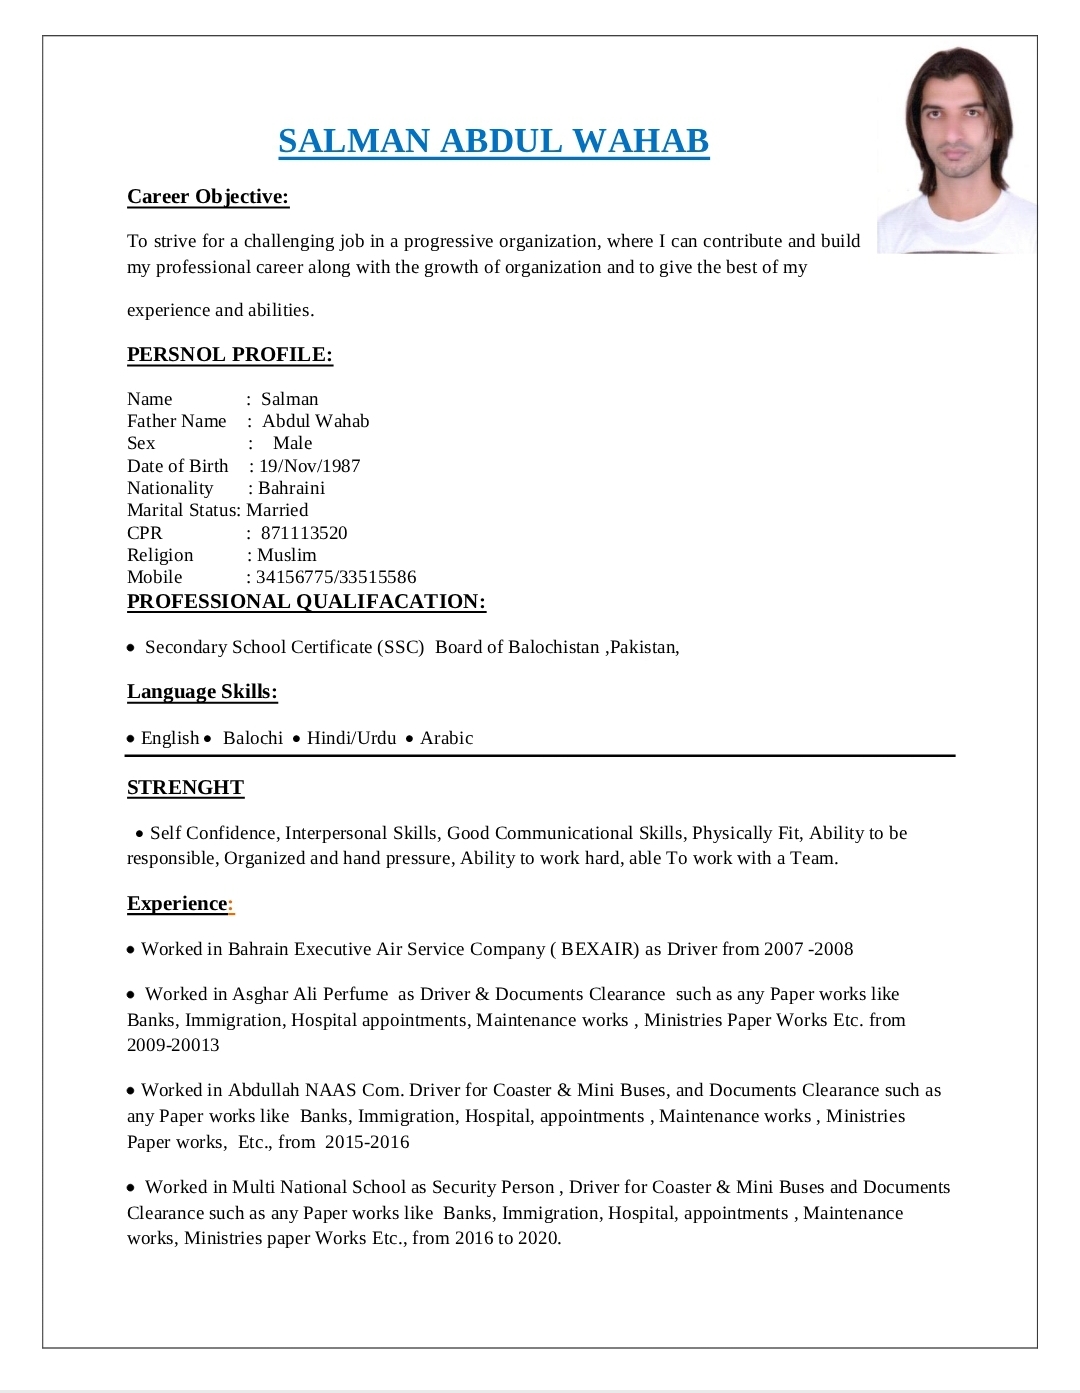 SALMAN ABDUL WAHAB
Career Objective:
To strive for a challenging job in a progressive organization, where I can contribute and build
my professional career along with the growth of organization and to give the best of my
experience and abilities.
PERSNOL PROFILE:
Name : Salman
Father Name : Abdul Wahab
Sex : Male
Date of Birth : 19/Nov/1987
Nationality : Bahraini
Marital Status: Married
CPR : 871113520
Religion : Muslim
Mobile : 34156775/33515586
PROFESSIONAL QUALIFACATION:
• Secondary School Certificate (SSC) Board of Balochistan ,Pakistan,
Language Skills:
• English • Balochi • Hindi/Urdu • Arabic
STRENGHT
• Self Confidence, Interpersonal Skills, Good Communicational Skills, Physically Fit, Ability to be
responsible, Organized and hand pressure, Ability to work hard, able To work with a Team.
Experience:
• Worked in Bahrain Executive Air Service Company ( BEXAIR) as Driver from 2007 -2008
• Worked in Asghar Ali Perfume as Driver & Documents Clearance such as any Paper works like
Banks, Immigration, Hospital appointments, Maintenance works , Ministries Paper Works Etc. from
2009-20013
• Worked in Abdullah NAAS Com. Driver for Coaster & Mini Buses, and Documents Clearance such as
any Paper works like Banks, Immigration, Hospital, appointments , Maintenance works , Ministries
Paper works, Etc., from 2015-2016
• Worked in Multi National School as Security Person , Driver for Coaster & Mini Buses and Documents
Clearance such as any Paper works like Banks, Immigration, Hospital, appointments , Maintenance
works, Ministries paper Works Etc., from 2016 to 2020.